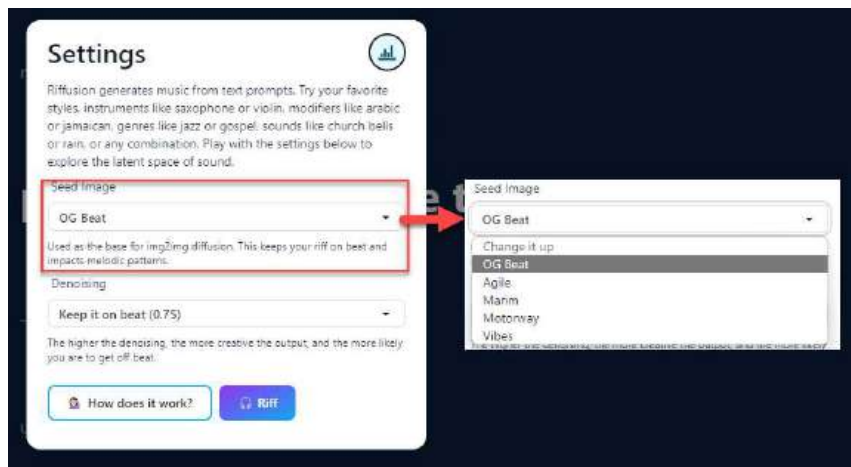 Settings
Riffusion generates music from text prompts. Try your favorite
styles, instruments like saxophone or violin, modifiers like arabic
or jamaican, genres like jazz or gospel, sounds like church bells
or rain, or any combination. Play with the settings below to
explore the latent space of sound.
Seed Image
OG Beat
Used as the base for img2img diffusion. This keeps your riff on beat and
impacts melodic patterns.
Denoising
Keep it on beat (0.75)
The higher the denoising, the more creative the output, and the more likely
you are to get off beat.
How does it work?
Riff
Seed Image
OG Beat
Change it up
OG Beat
Agile
Marim
Motorway
Vibes